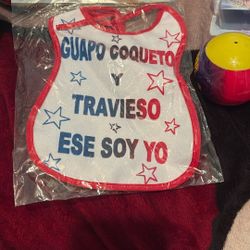 GUAPO COQUETO
Y
TRAVIESO
ESE SOY YO